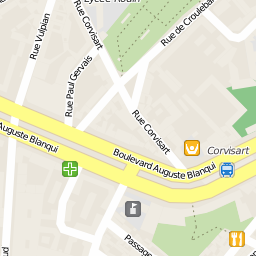 Rue Corvisart
Rue Vulpian
Rue de Croulebarbe
Rue Paul Gervais
Rue Corvisart
Boulevard Auguste Blanqui
Auguste Blanqui
Corvisart
Passage